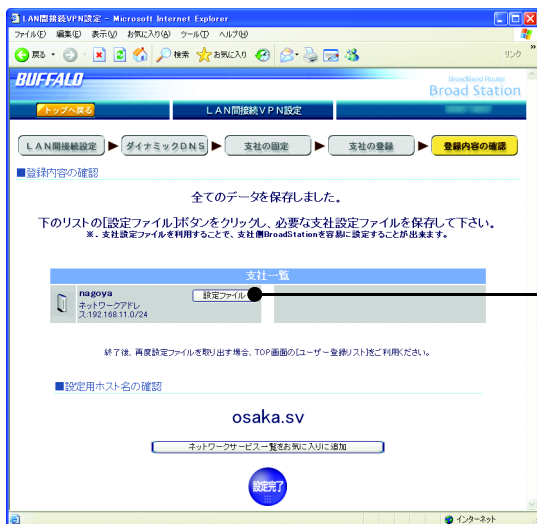 LAN間接続VPN設定 - Microsoft Internet Explorer
ファイル(F) 編集(E) 表示(V) お気に入り(A) ツール(T) ヘルプ(H)
戻る 検索 お気に入り リンク »
BUFFALO
BroadBand Router
Broad Station
トップへ戻る LAN間接続VPN設定
LAN間接続設定 ダイナミックDNS 支社の固定 支社の登録 登録内容の確認
■登録内容の確認
全てのデータを保存しました。
下のリストの[設定ファイル]ボタンをクリックし、必要な支社設定ファイルを保存して下さい。
※. 支社設定ファイルを利用することで、支社側BroadStationを容易に設定することが出来ます。
支社一覧
nagoya 設定ファイル
ネットワークアドレ
ス:192.168.11.0/24
終了後、再度設定ファイルを取り出す場合、TOP画面の[ユーザー登録リスト]をご利用ください。
■設定用ホスト名の確認
osaka.sv
ネットワークサービス一覧をお気に入りに追加
設定完了
インターネット